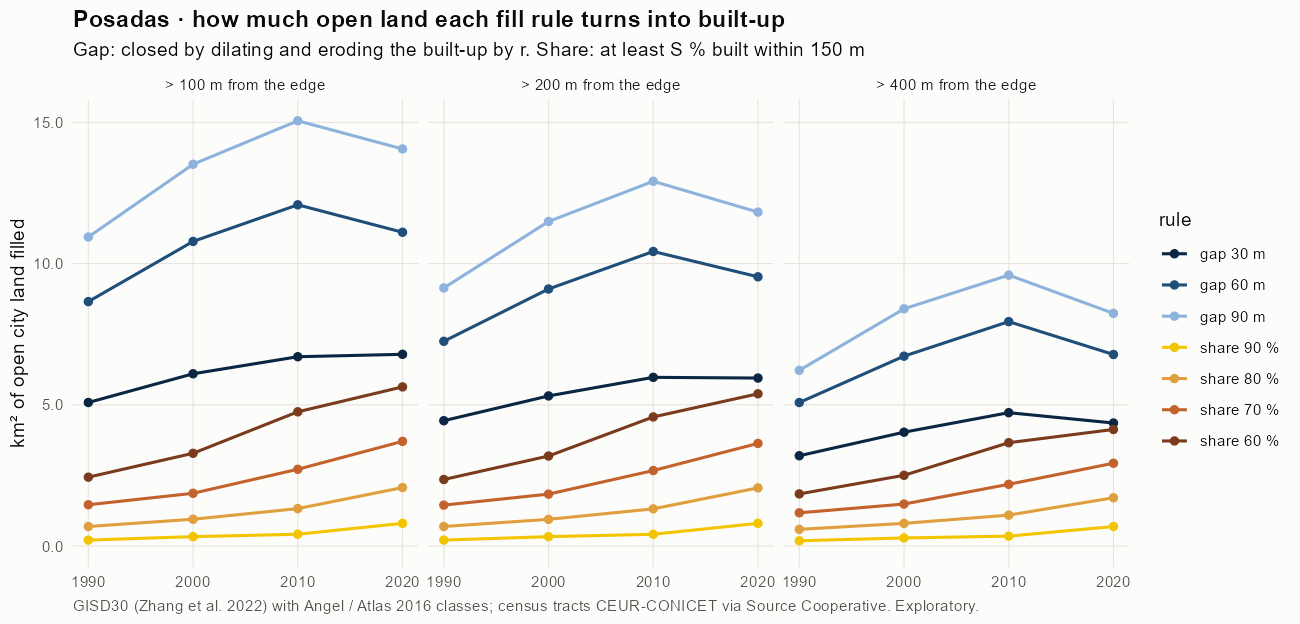 Posadas · how much open land each fill rule turns into built-up
Gap: closed by dilating and eroding the built-up by r. Share: at least S % built within 150 m
> 100 m from the edge
> 200 m from the edge
> 400 m from the edge
15.0
10.0
5.0
0.0
km² of open city land filled
1990 2000 2010 2020
1990 2000 2010 2020
1990 2000 2010 2020
rule
gap 30 m
gap 60 m
gap 90 m
share 90 %
share 80 %
share 70 %
share 60 %
GISD30 (Zhang et al. 2022) with Angel / Atlas 2016 classes; census tracts CEUR-CONICET via Source Cooperative. Exploratory.